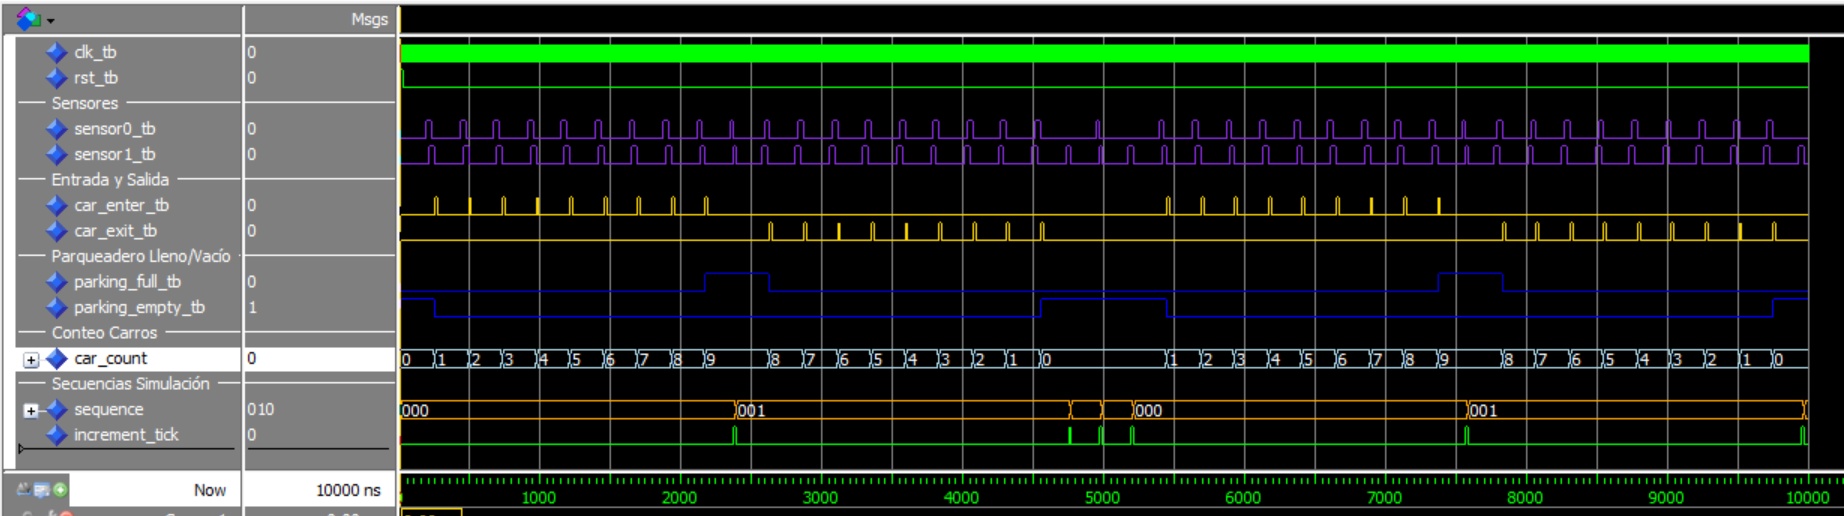 Msgs
clk_tb 0
rst_tb 0
Sensores
sensor0_tb 0
sensor1_tb 0
Entrada y Salida
car_enter_tb 0
car_exit_tb 0
Parqueadero Lleno/Vacío
parking_full_tb 0
parking_empty_tb 1
Conteo Carros
car_count 0 0 1 2 3 4 5 6 7 8 9 8 7 6 5 4 3 2 1 0 1 2 3 4 5 6 7 8 9 8 7 6 5 4 3 2 1 0
Secuencias Simulación
sequence 010 000 001 000 001
increment_tick 0
Now 10000 ns 1000 2000 3000 4000 5000 6000 7000 8000 9000 10000